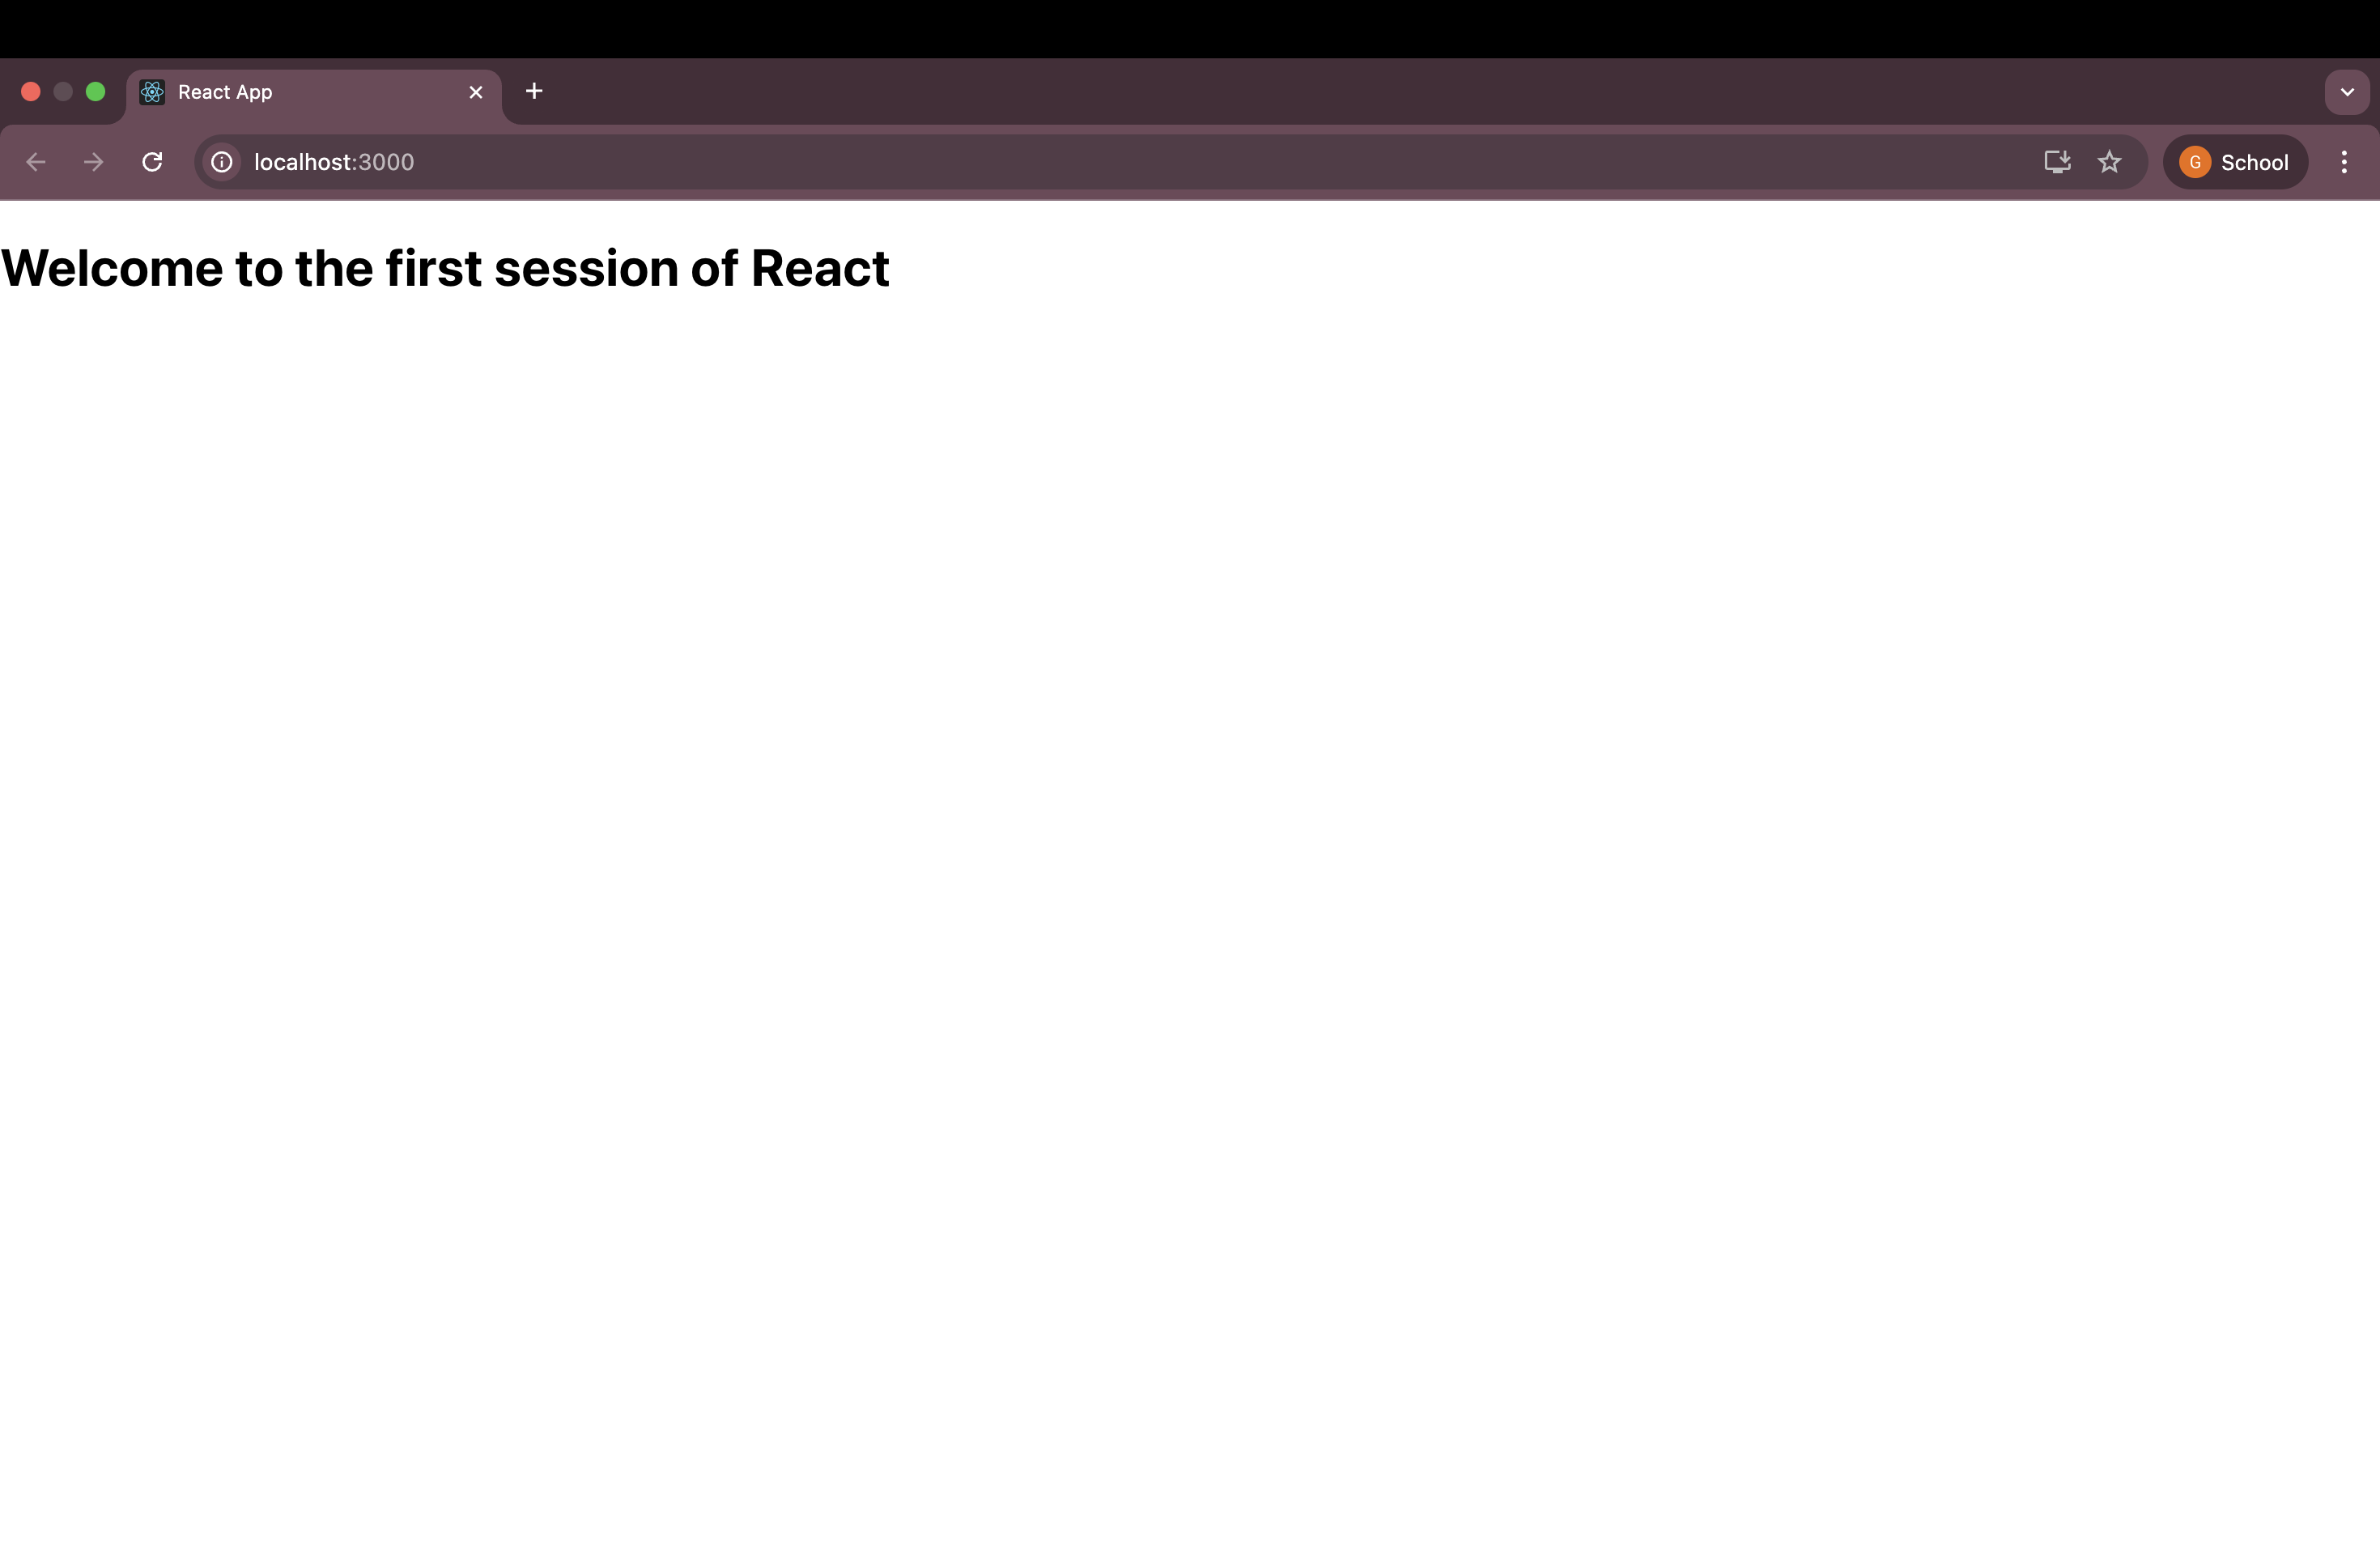 React App
localhost:3000
G School
Welcome to the first session of React